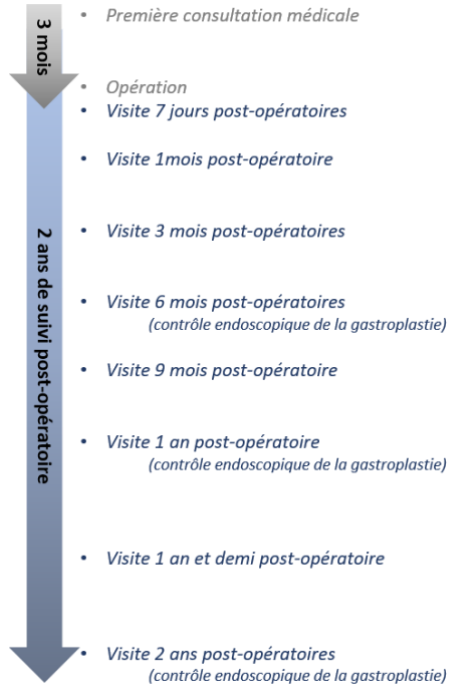 3 mois
• Première consultation médicale
• Opération
2 ans de suivi post-opératoire
• Visite 7 jours post-opératoires
• Visite 1mois post-opératoire
• Visite 3 mois post-opératoires
• Visite 6 mois post-opératoires
(contrôle endoscopique de la gastroplastie)
• Visite 9 mois post-opératoire
• Visite 1 an post-opératoire
(contrôle endoscopique de la gastroplastie)
• Visite 1 an et demi post-opératoire
• Visite 2 ans post-opératoires
(contrôle endoscopique de la gastroplastie)